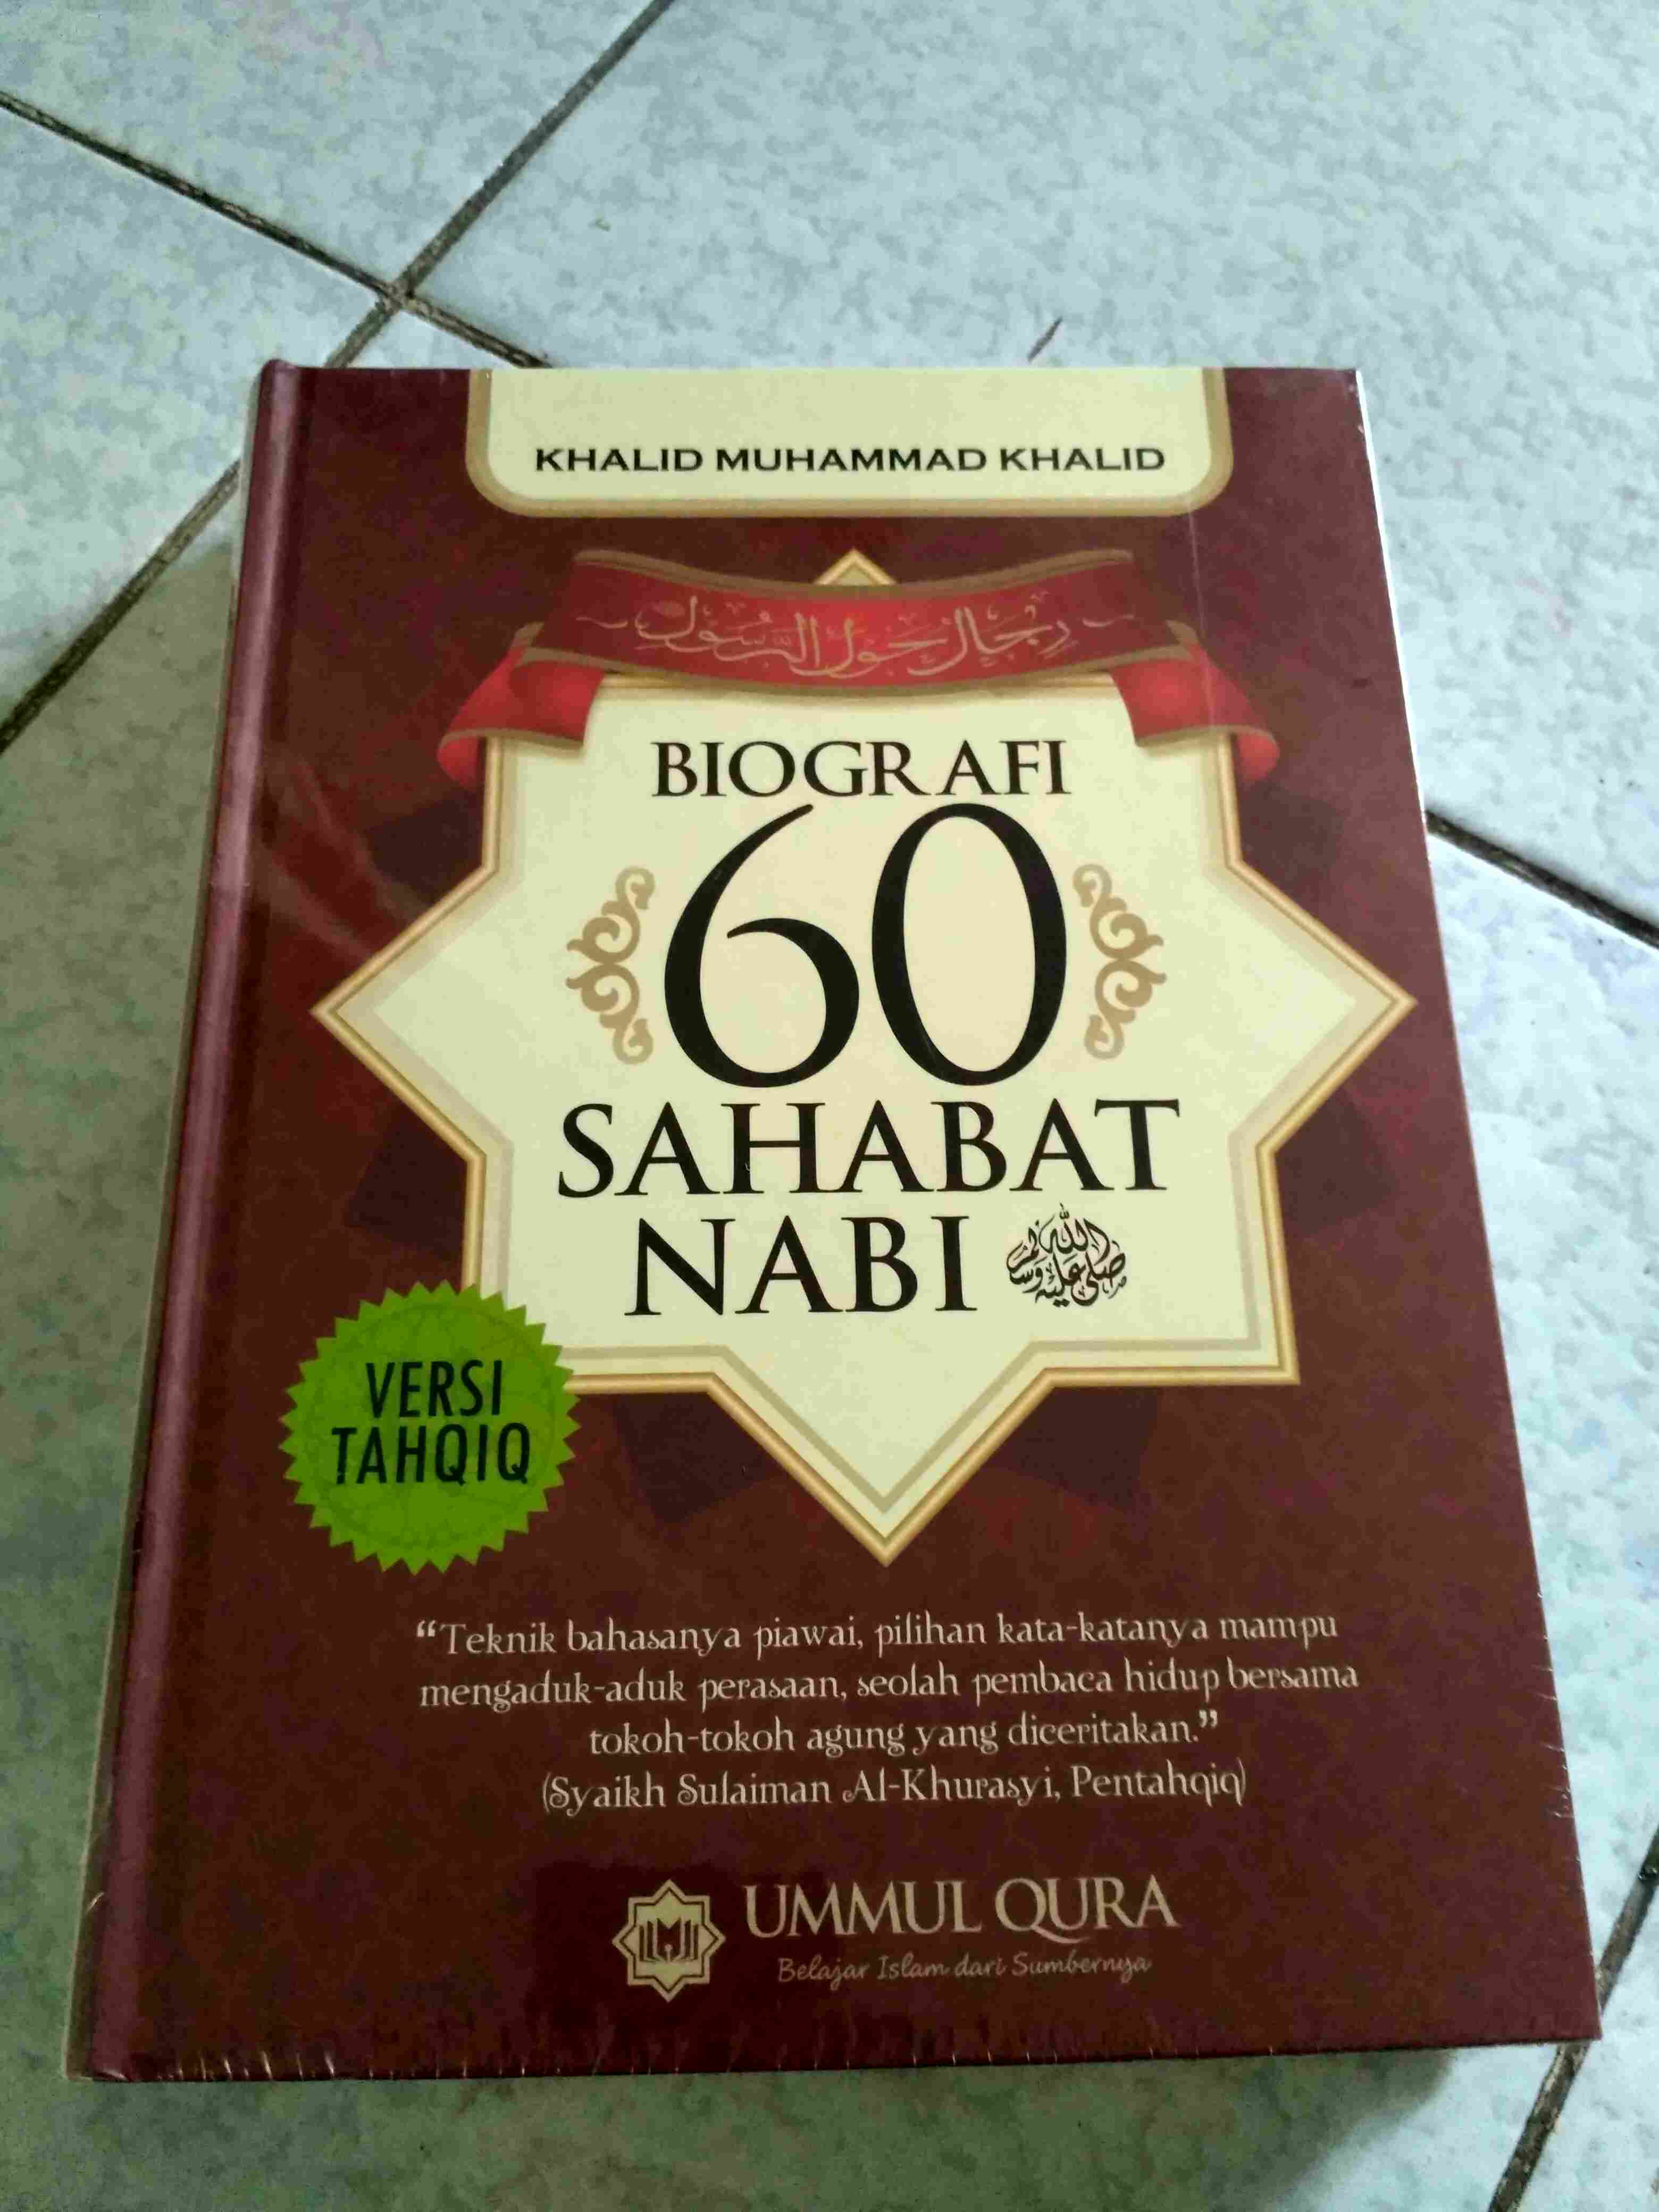 KHALID MUHAMMAD KHALID
رجال حول الرسول
BIOGRAFI
60
SAHABAT
NABI ﷺ
VERSI
TAHQIQ
“Teknik bahasanya piawai, pilihan kata-katanya mampu
mengaduk-aduk perasaan, seolah pembaca hidup bersama
tokoh-tokoh agung yang diceritakan.”
(Syaikh Sulaiman Al-Khurasyi, Pentahqiq)
UMMUL QURA
Belajar Islam dari Sumbernya